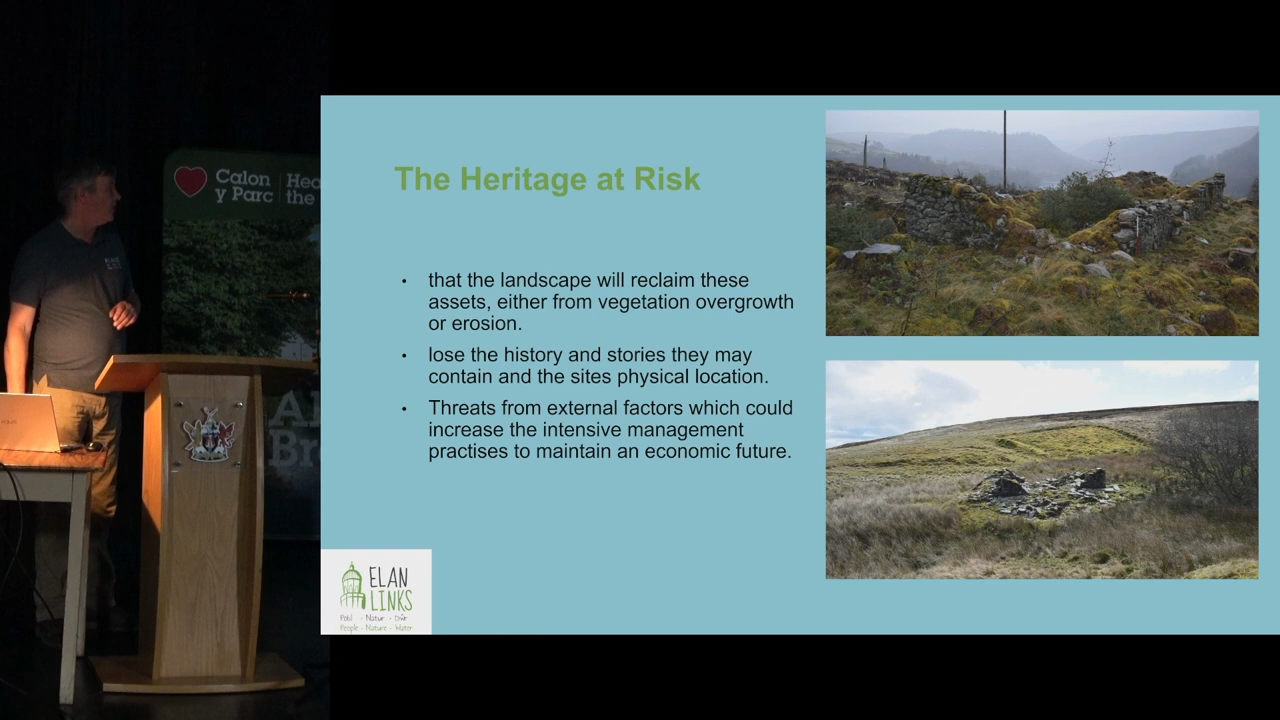 Calon
y Parc
Hea
the
The Heritage at Risk
• that the landscape will reclaim these
assets, either from vegetation overgrowth
or erosion.
• lose the history and stories they may
contain and the sites physical location.
• Threats from external factors which could
increase the intensive management
practises to maintain an economic future.
ELAN
LINKS
Pobl - Natur - Dŵr
People - Nature - Water